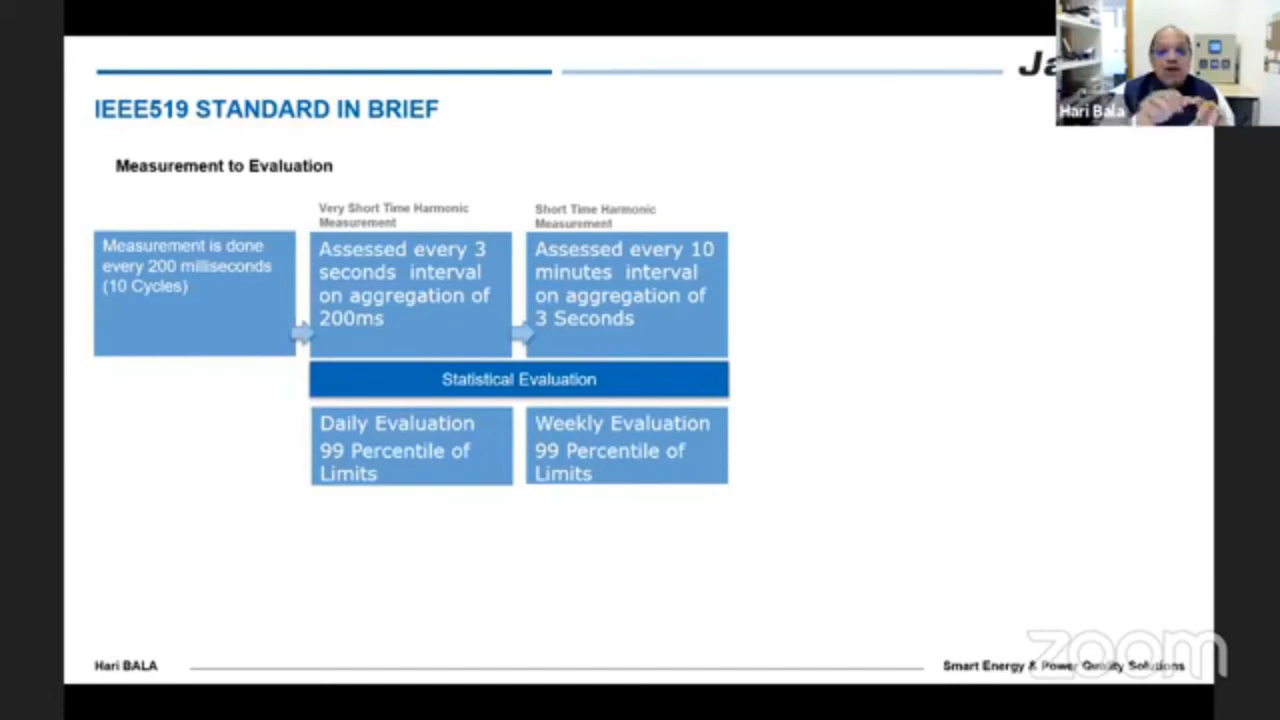 Ja
Hari Bala
IEEE519 STANDARD IN BRIEF
Measurement to Evaluation
Very Short Time Harmonic
Measurement
Short Time Harmonic
Measurement
Measurement is done
every 200 milliseconds
(10 Cycles)
Assessed every 3
seconds interval
on aggregation of
200ms
Assessed every 10
minutes interval
on aggregation of
3 Seconds
Statistical Evaluation
Daily Evaluation
99 Percentile of
Limits
Weekly Evaluation
99 Percentile of
Limits
Hari BALA
Smart Energy & Power Quality Solutions
zoom